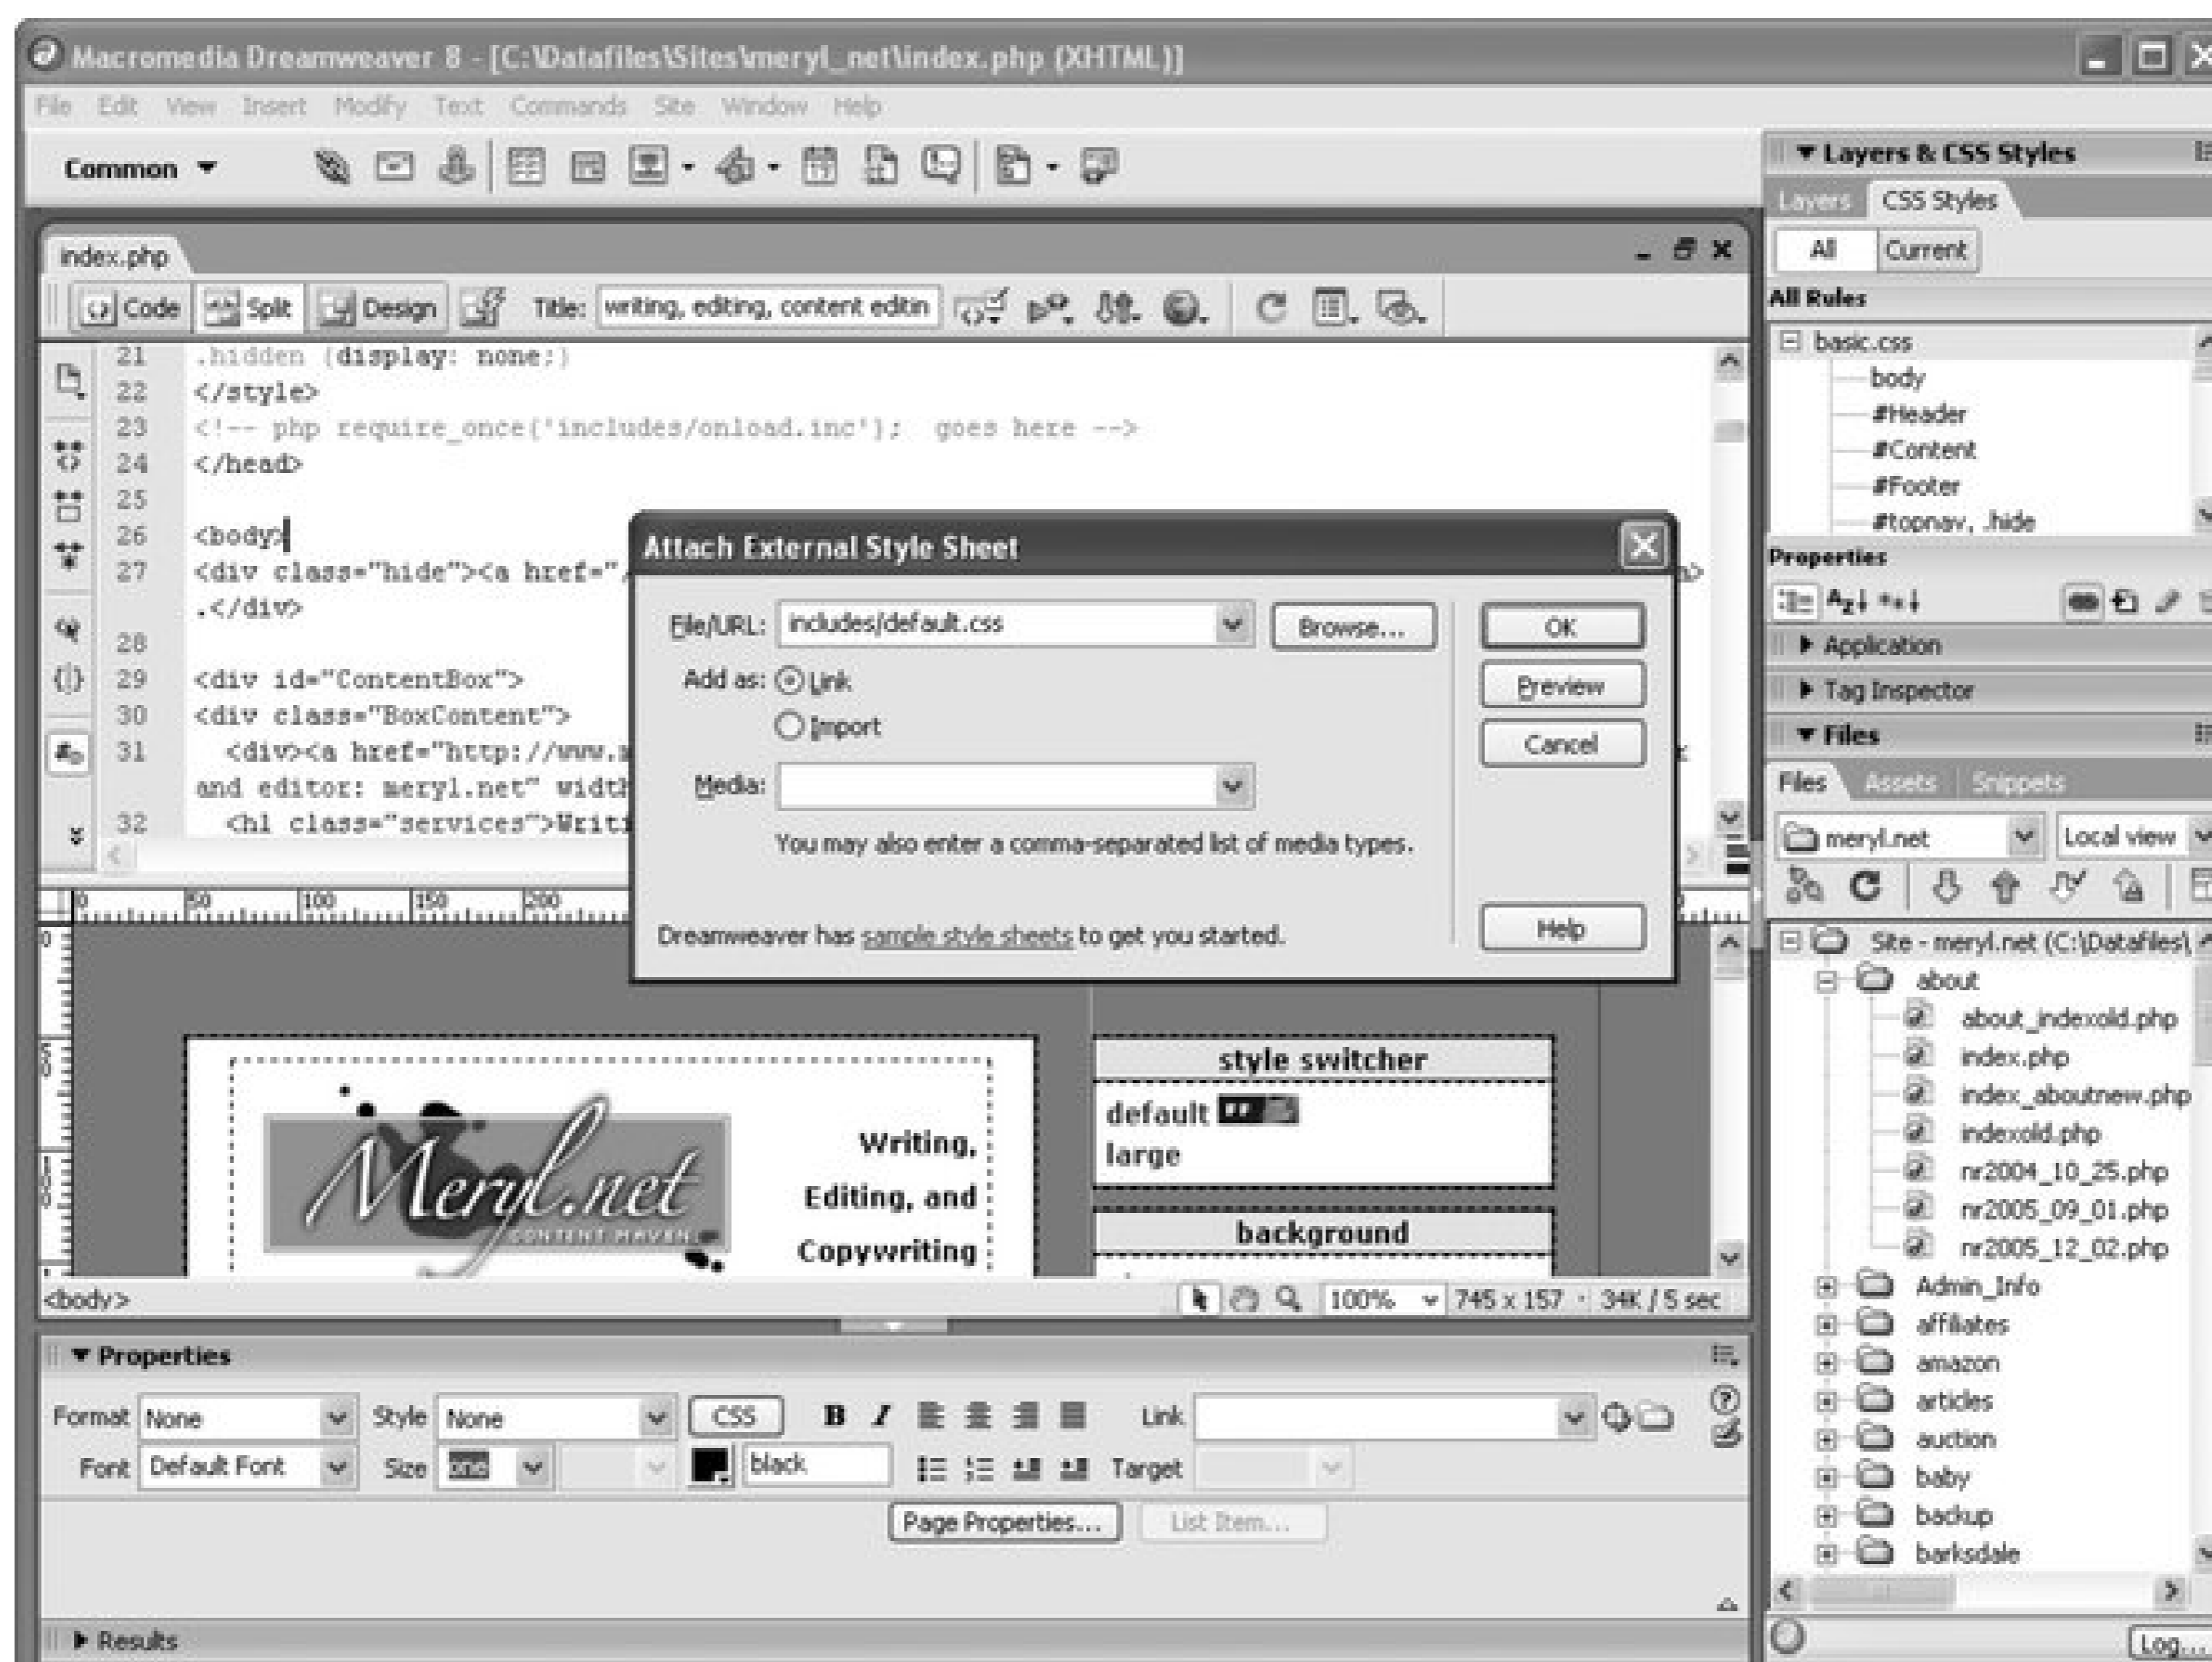 Macromedia Dreamweaver 8 - [C:\Datafiles\Sites\meryl_net\index.php (XHTML)]
File Edit View Insert Modify Text Commands Site Window Help
Common
index.php
Code Split Design Title: writing, editing, content editin
21 .hidden {display: none;}
22 </style>
23 <!-- php require_once('includes/onload.inc'); goes here -->
24 </head>
25
26 <body>
27 <div class="hide"><a href="/
.</div>
28
29 <div id="ContentBox">
30 <div class="BoxContent">
31 <div><a href="http://www.m
and editor: meryl.net" width
32 <h1 class="services">Writi
Attach External Style Sheet
File/URL: includes/default.css Browse... OK
Add as: Link Preview
Import
Cancel
Media:
You may also enter a comma-separated list of media types.
Dreamweaver has sample style sheets to get you started. Help
0 50 100 150 200
Meryl.net
CONTENT MAVEN
Writing,
Editing, and
Copywriting
style switcher
default
large
background
<body> 100% 745 x 157 34K / 5 sec
Properties
Format None Style None CSS B I Link
Font Default Font Size one black Target
Page Properties... List Item...
Results
Layers & CSS Styles
Layers CSS Styles
All Current
All Rules
basic.css
body
#Header
#Content
#Footer
#topnav, .hide
Properties
Application
Tag Inspector
Files
Files Assets Snippets
meryl.net Local view
Site - meryl.net (C:\Datafiles\
about
about_indexold.php
index.php
index_aboutnew.php
indexold.php
nr2004_10_25.php
nr2005_09_01.php
nr2005_12_02.php
Admin_Info
affiliates
amazon
articles
auction
baby
backup
barksdale
Log...